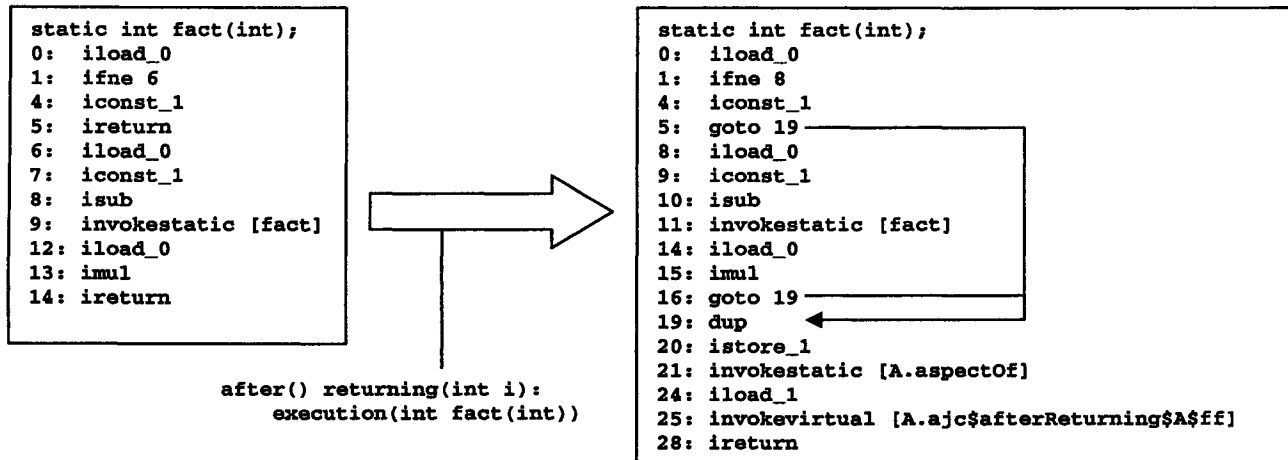 static int fact(int);
0: iload_0
1: ifne 6
4: iconst_1
5: ireturn
6: iload_0
7: iconst_1
8: isub
9: invokestatic [fact]
12: iload_0
13: imul
14: ireturn
after() returning(int i):
execution(int fact(int))
static int fact(int);
0: iload_0
1: ifne 8
4: iconst_1
5: goto 19
8: iload_0
9: iconst_1
10: isub
11: invokestatic [fact]
14: iload_0
15: imul
16: goto 19
19: dup
20: istore_1
21: invokestatic [A.aspectOf]
24: iload_1
25: invokevirtual [A.ajc$afterReturning$A$ff]
28: ireturn